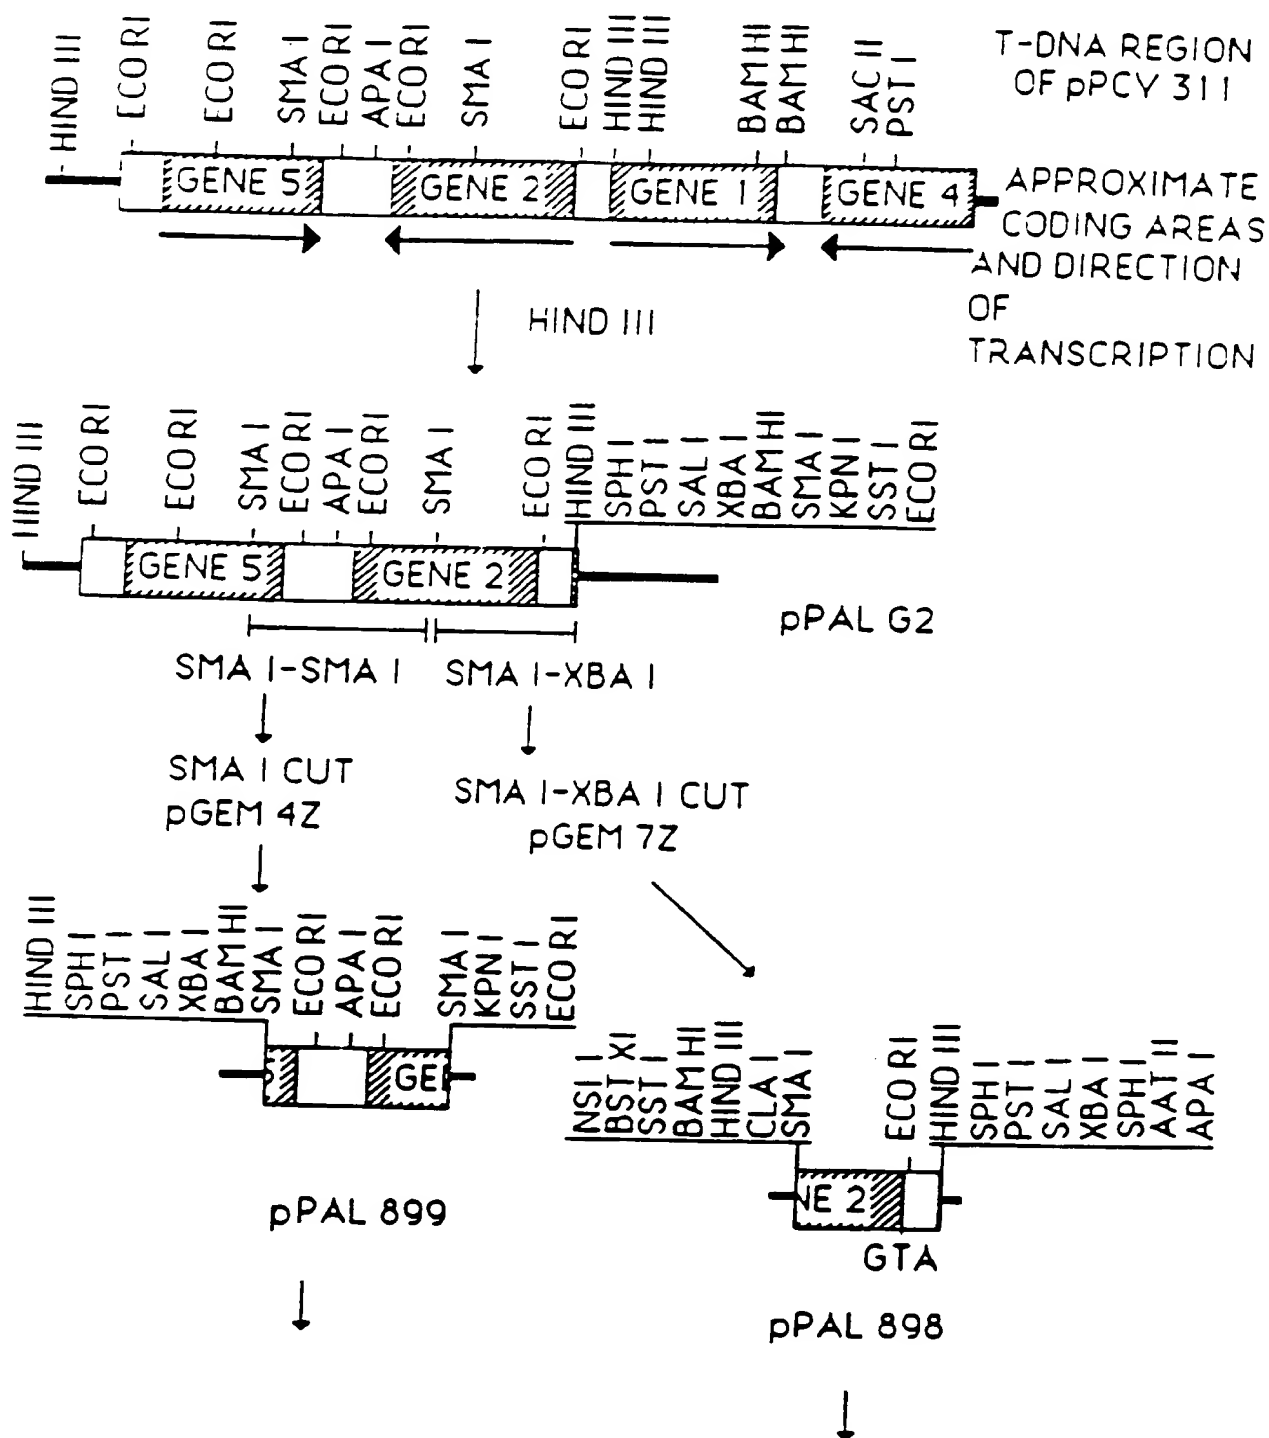 HIND III
ECO RI
ECO RI
SMA I
ECO RI
APA I
ECO RI
SMA I
ECO RI
HIND III
HIND III
BAM HI
BAM HI
SAC II
PST I
T-DNA REGION
OF pPCY 311
GENE 5
GENE 2
GENE 1
GENE 4
APPROXIMATE
CODING AREAS
AND DIRECTION
OF
TRANSCRIPTION
HIND III
HIND III
ECO RI
ECO RI
SMA I
ECO RI
APA I
ECO RI
SMA I
ECO RI
HIND III
SPH I
PST I
SAL I
XBA I
BAM HI
SMA I
KPN I
SST I
ECO RI
GENE 5
GENE 2
pPAL G2
SMA I-SMA I
SMA I-XBA I
SMA I CUT
pGEM 4Z
SMA I-XBA I CUT
pGEM 7Z
HIND III
SPH I
PST I
SAL I
XBA I
BAM HI
SMA I
ECO RI
APA I
ECO RI
SMA I
KPN I
SST I
ECO RI
GE
pPAL 899
NSI I
BST XI
SST I
BAM HI
HIND III
CLA I
SMA I
ECO RI
HIND III
SPH I
PST I
SAL I
XBA I
SPH I
AAT II
APA I
NE 2
GTA
pPAL 898